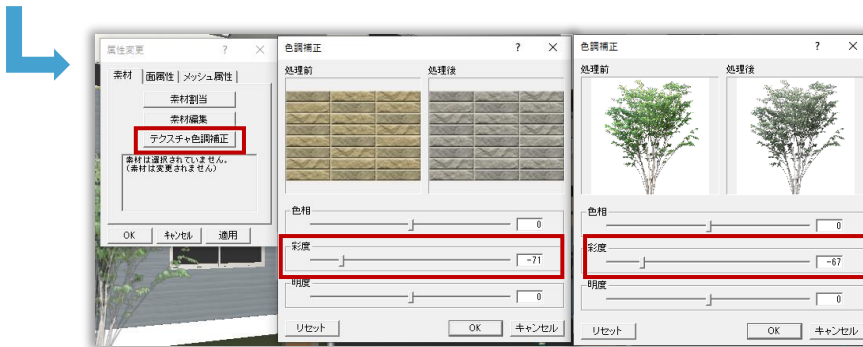 属性変更 ? ×
素材 面属性 メッシュ属性
素材割当
素材編集
テクスチャ色調補正
素材は選択されていません。
(素材は変更されません)
OK キャンセル 適用
色調補正 ? ×
処理前 処理後
色相
0
彩度
-71
明度
0
リセット OK キャンセル
色調補正 ? ×
処理前 処理後
色相
0
彩度
-67
明度
0
リセット OK キャンセル